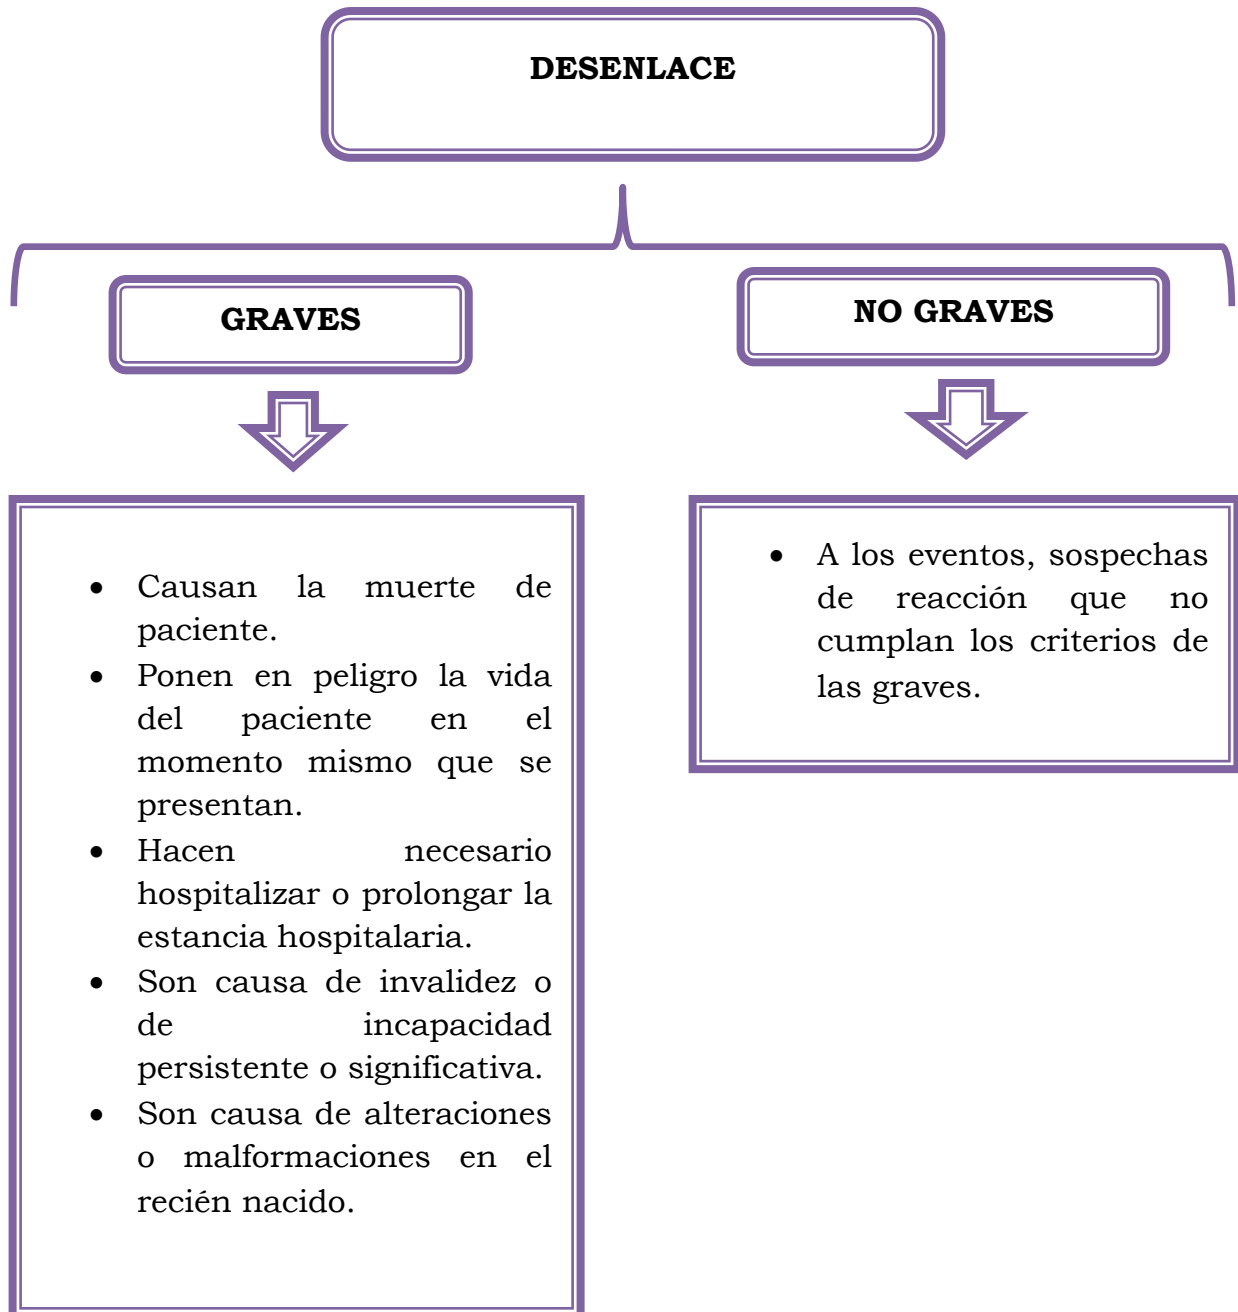 DESENLACE
GRAVES
NO GRAVES
• Causan la muerte de
paciente.
• Ponen en peligro la vida
del paciente en el
momento mismo que se
presentan.
• Hacen necesario
hospitalizar o prolongar la
estancia hospitalaria.
• Son causa de invalidez o
de incapacidad
persistente o significativa.
• Son causa de alteraciones
o malformaciones en el
recién nacido.
• A los eventos, sospechas
de reacción que no
cumplan los criterios de
las graves.